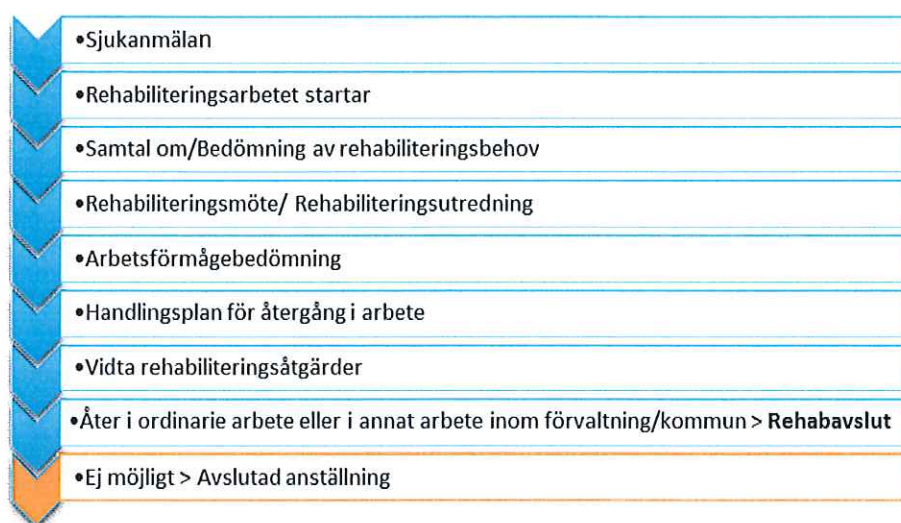 •Sjukanmälan
•Rehabiliteringsarbetet startar
•Samtal om/Bedömning av rehabiliteringsbehov
•Rehabiliteringsmöte/ Rehabiliteringsutredning
•Arbetsförmågebedömning
•Handlingsplan för återgång i arbete
•Vidta rehabiliteringsåtgärder
•Åter i ordinarie arbete eller i annat arbete inom förvaltning/kommun > Rehabavslut
•Ej möjligt > Avslutad anställning